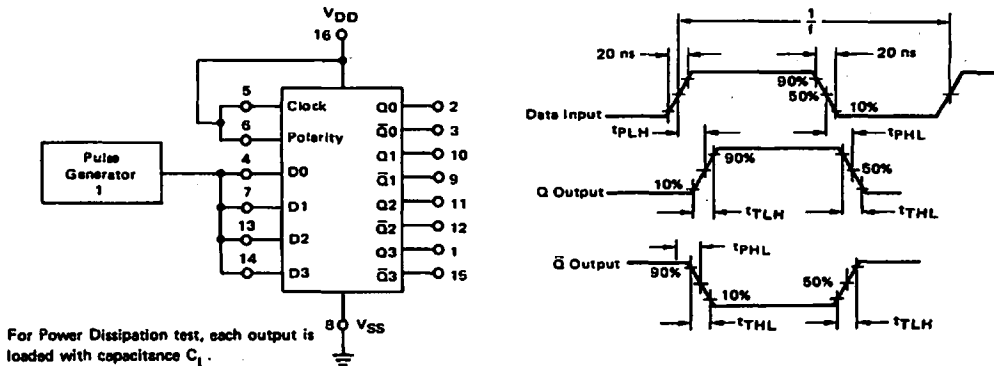 VDD
16
5
Clock
6
Polarity
4
D0
7
D1
13
D2
14
D3
Pulse
Generator
1
Q0 2
Q̄0 3
Q1 10
Q̄1 9
Q2 11
Q̄2 12
Q3 1
Q̄3 15
8 VSS
For Power Dissipation test, each output is
loaded with capacitance CL.
1/f
20 ns
20 ns
90%
50%
10%
Data Input
tPLH
tPHL
90%
50%
10%
Q Output
tTLH
tTHL
tPHL
Q̄ Output
90%
50%
10%
tTHL
tTLH